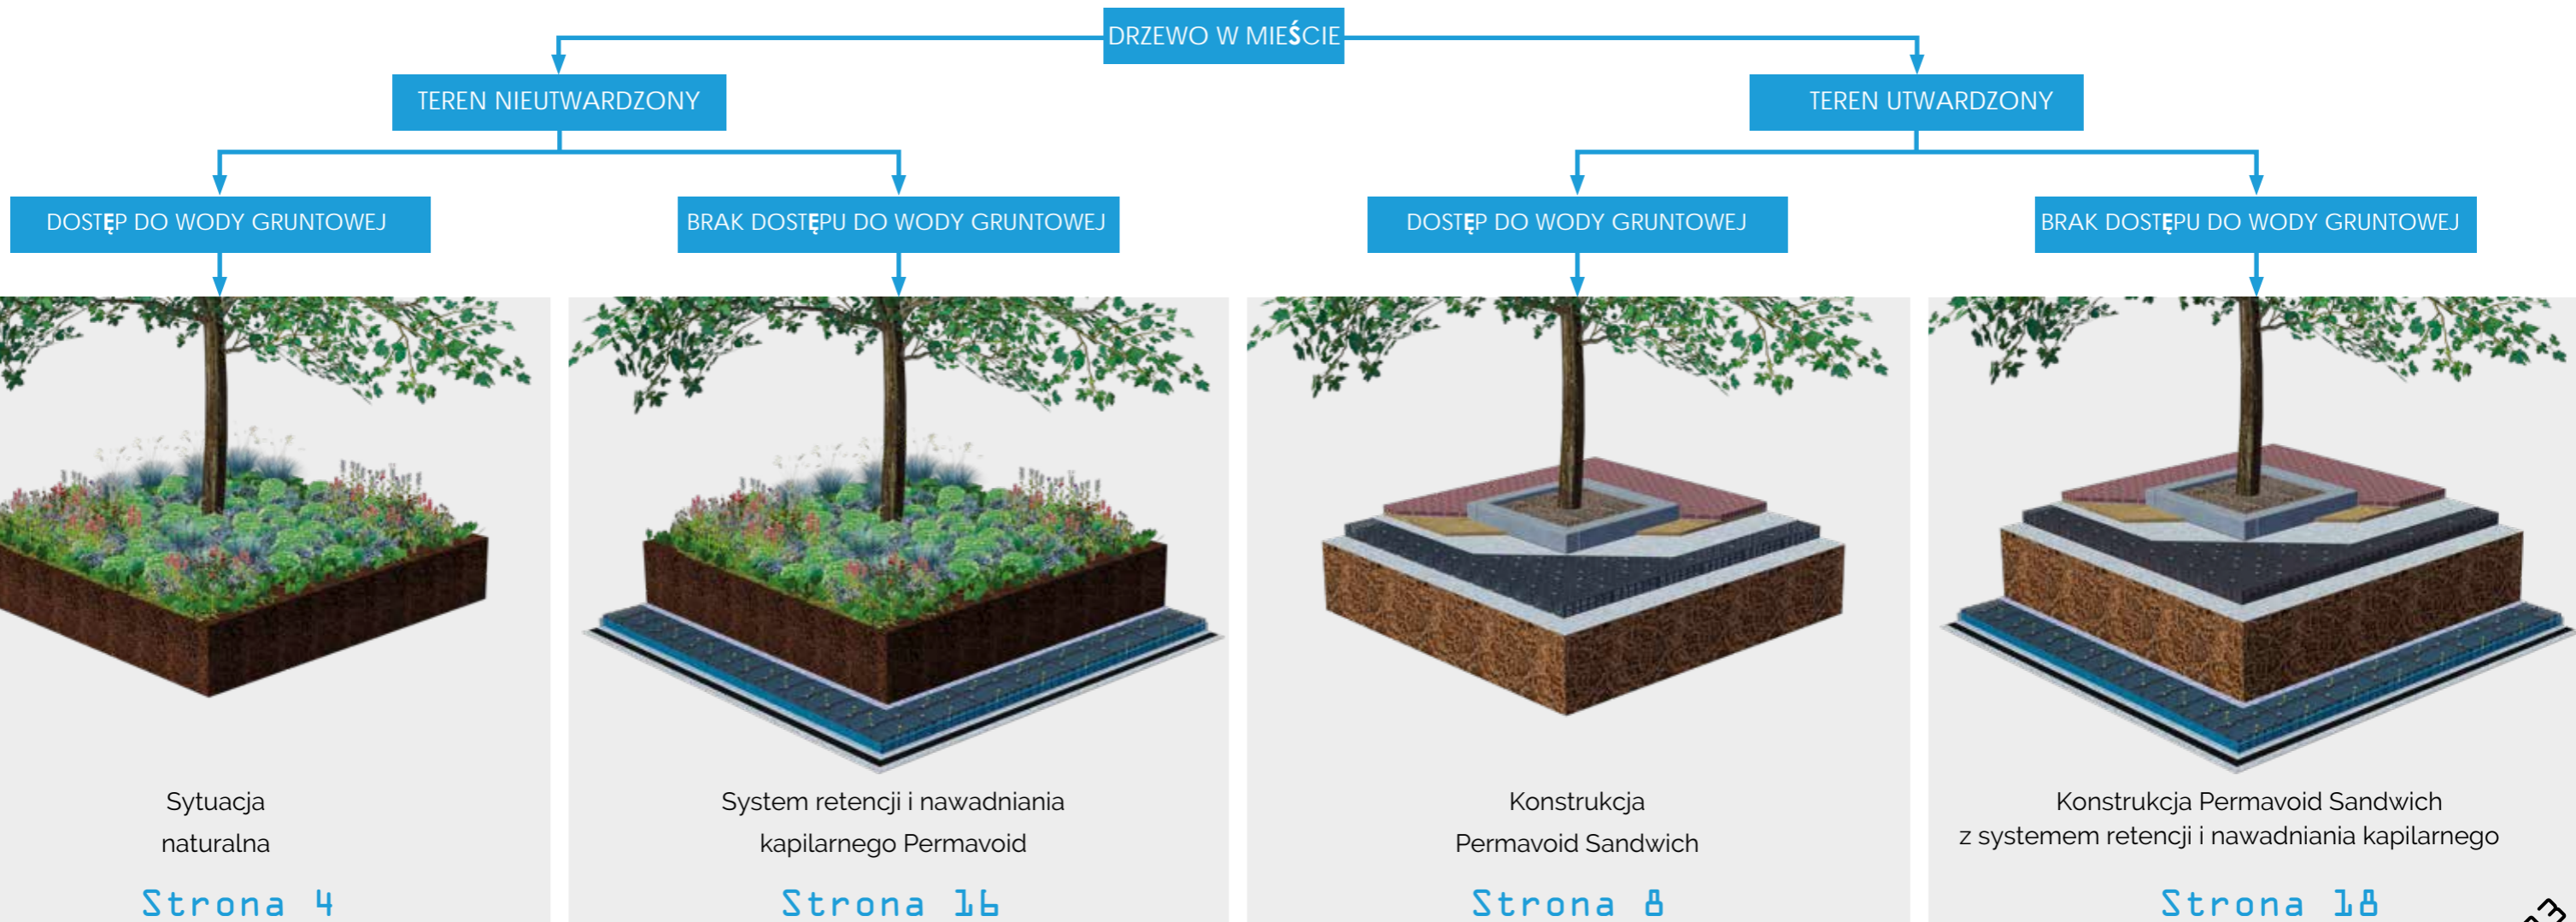 DRZEWO W MIEŚCIE
TEREN NIEUTWARDZONY
TEREN UTWARDZONY
DOSTĘP DO WODY GRUNTOWEJ
BRAK DOSTĘPU DO WODY GRUNTOWEJ
DOSTĘP DO WODY GRUNTOWEJ
BRAK DOSTĘPU DO WODY GRUNTOWEJ
Sytuacja
naturalna
Strona 4
System retencji i nawadniania
kapilarnego Permavoid
Strona 16
Konstrukcja
Permavoid Sandwich
Strona 8
Konstrukcja Permavoid Sandwich
z systemem retencji i nawadniania kapilarnego
Strona 18